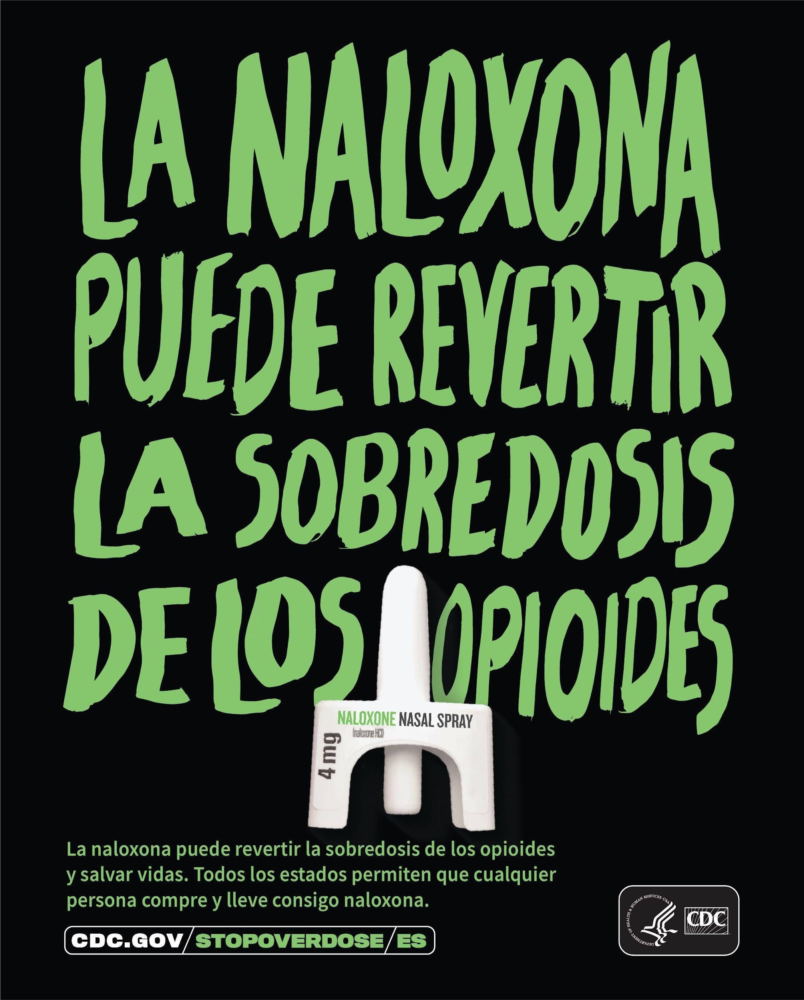 LA NALOXONA
PUEDE REVERTIR
LA SOBREDOSIS
DE LOS OPIOIDES
NALOXONE NASAL SPRAY
(naloxone HCl)
4 mg
La naloxona puede revertir la sobredosis de los opioides
y salvar vidas. Todos los estados permiten que cualquier
persona compre y lleve consigo naloxona.
CDC.GOV/STOPOVERDOSE/ES
DEPARTMENT OF HEALTH & HUMAN SERVICES · USA
CDC